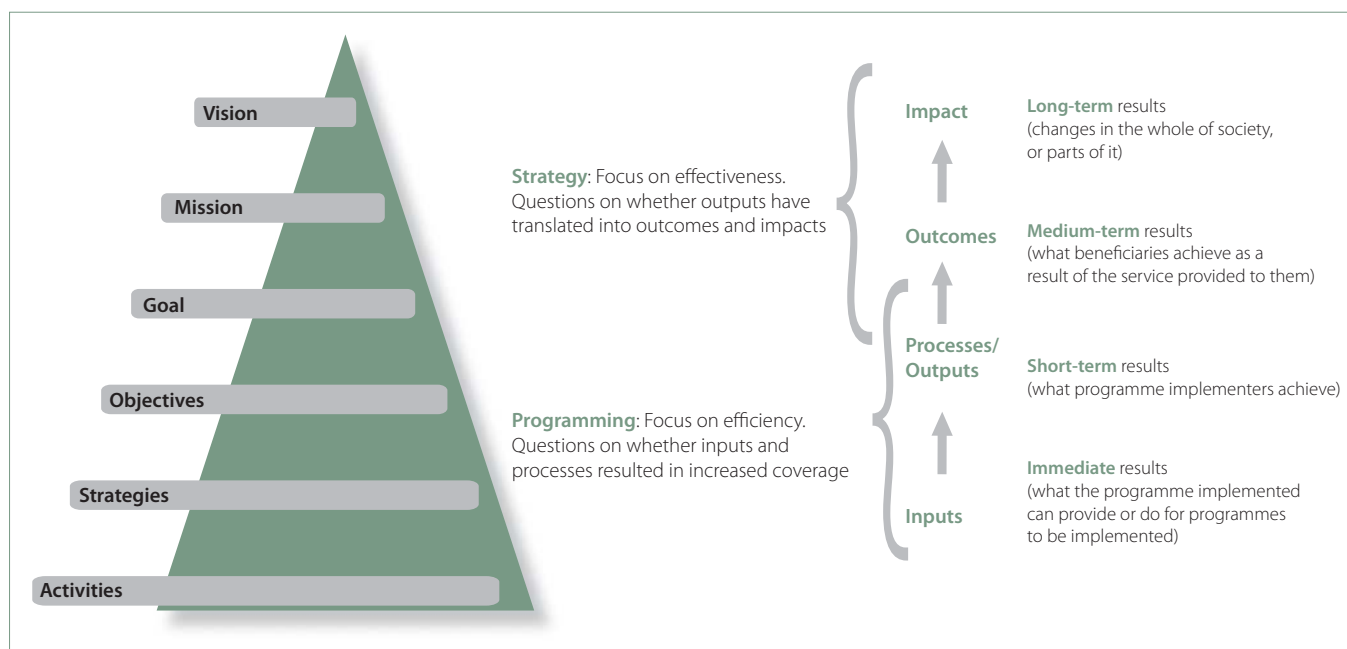 Vision
Mission
Goal
Objectives
Strategies
Activities
Strategy: Focus on effectiveness.
Questions on whether outputs have
translated into outcomes and impacts
Programming: Focus on efficiency.
Questions on whether inputs and
processes resulted in increased coverage
Impact
Long-term results
(changes in the whole of society,
or parts of it)
Outcomes
Medium-term results
(what beneficiaries achieve as a
result of the service provided to them)
Processes/
Outputs
Short-term results
(what programme implementers achieve)
Inputs
Immediate results
(what the programme implemented
can provide or do for programmes
to be implemented)